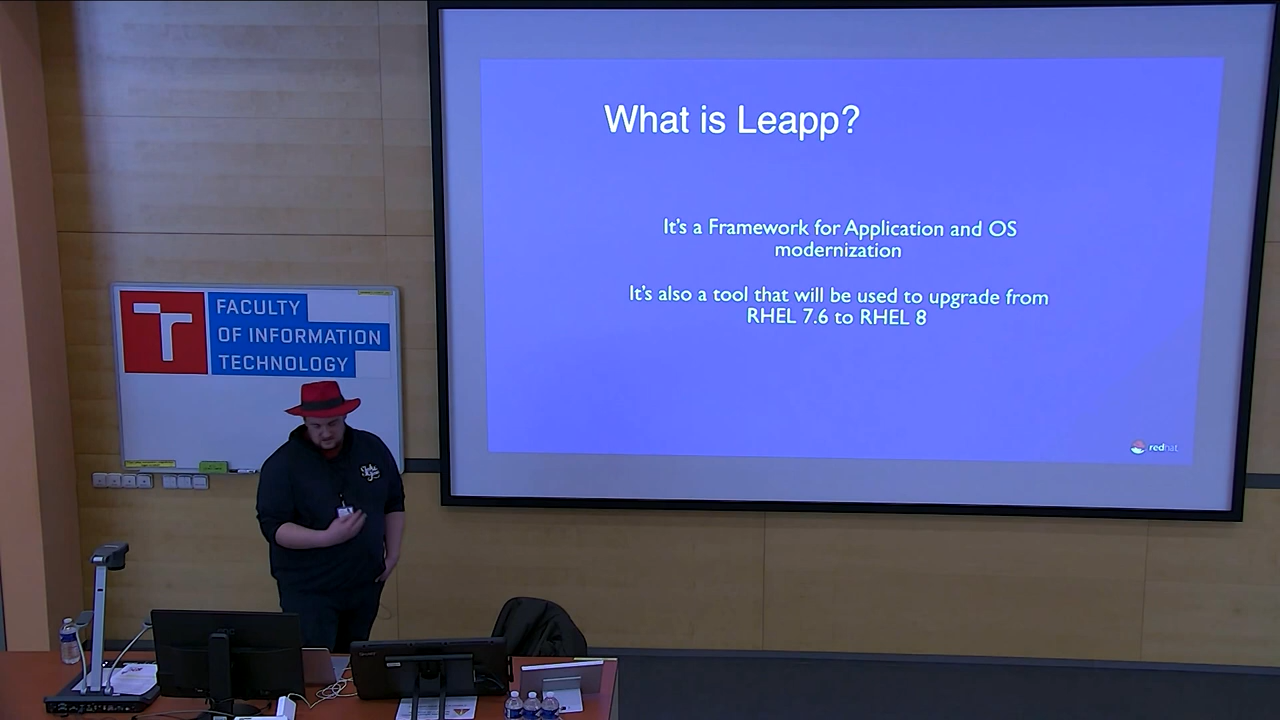 What is Leapp?
It's a Framework for Application and OS
modernization
It's also a tool that will be used to upgrade from
RHEL 7.6 to RHEL 8
redhat
FACULTY
OF INFORMATION
TECHNOLOGY